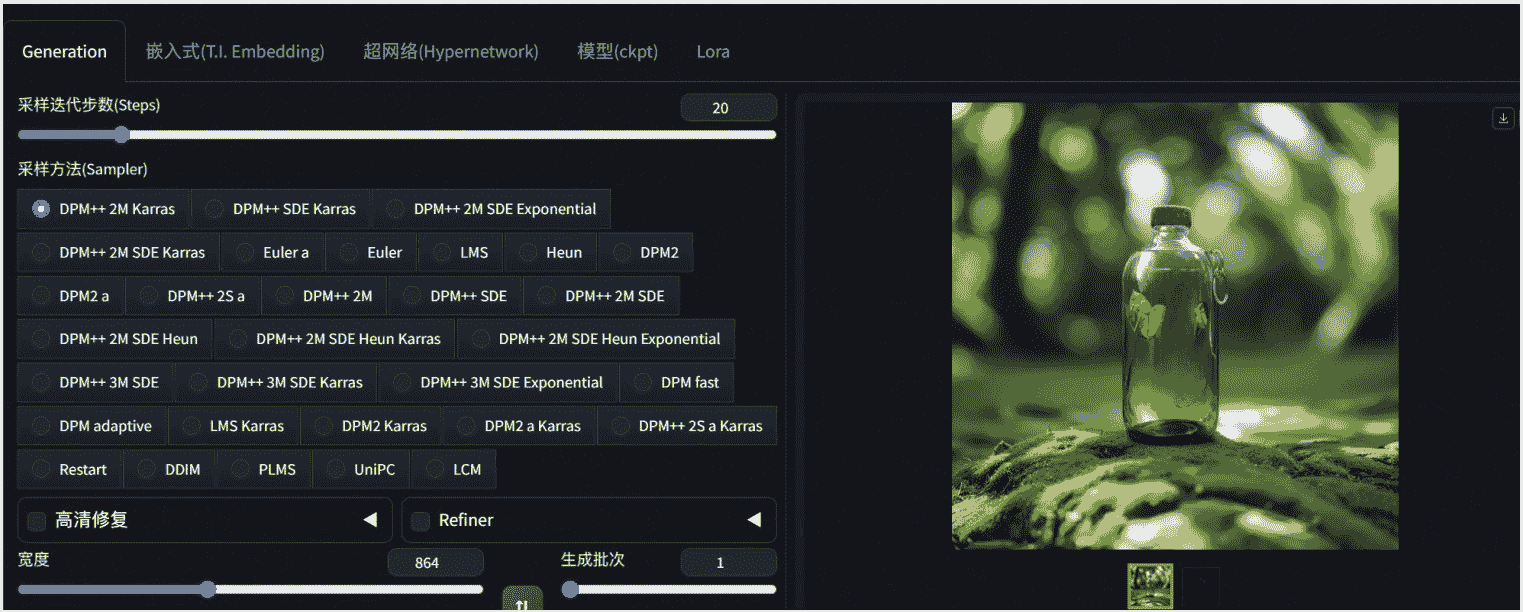 Generation 嵌入式(T.I. Embedding) 超网络(Hypernetwork) 模型(ckpt) Lora
采样迭代步数(Steps) 20
采样方法(Sampler)
DPM++ 2M Karras DPM++ SDE Karras DPM++ 2M SDE Exponential
DPM++ 2M SDE Karras Euler a Euler LMS Heun DPM2
DPM2 a DPM++ 2S a DPM++ 2M DPM++ SDE DPM++ 2M SDE
DPM++ 2M SDE Heun DPM++ 2M SDE Heun Karras DPM++ 2M SDE Heun Exponential
DPM++ 3M SDE DPM++ 3M SDE Karras DPM++ 3M SDE Exponential DPM fast
DPM adaptive LMS Karras DPM2 Karras DPM2 a Karras DPM++ 2S a Karras
Restart DDIM PLMS UniPC LCM
高清修复 Refiner
宽度 864 生成批次 1